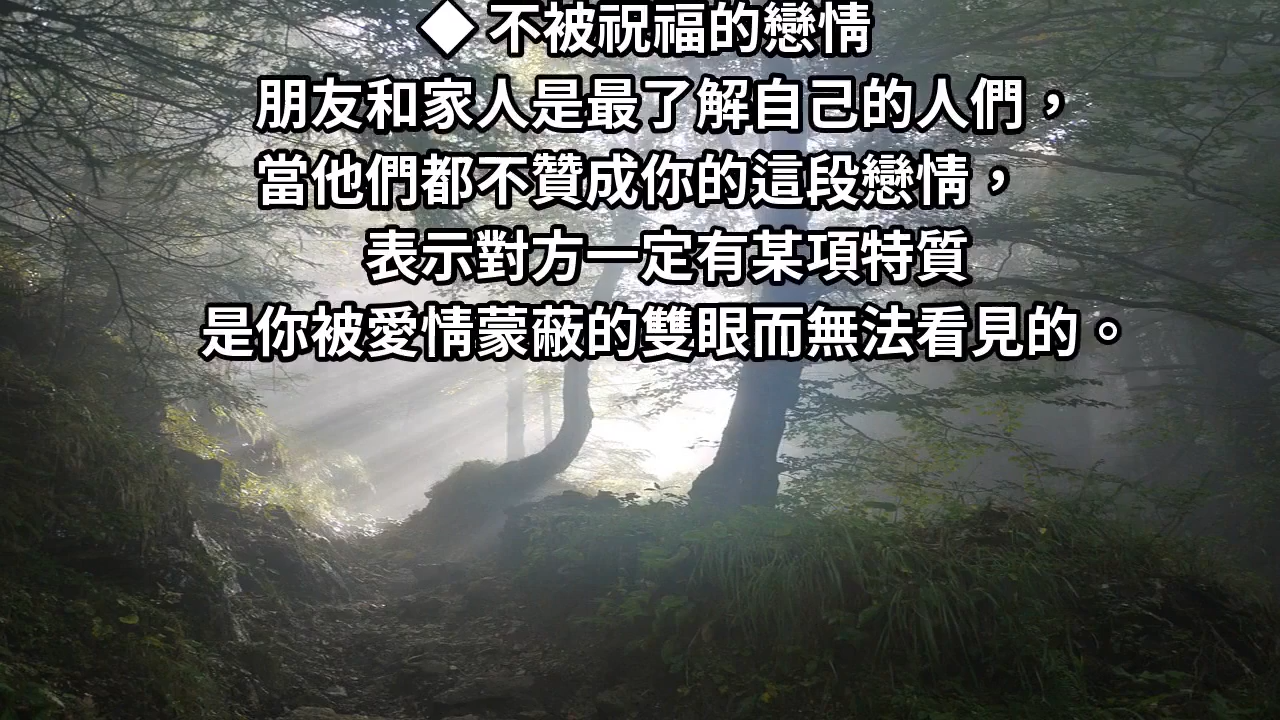 ◆ 不被祝福的戀情
朋友和家人是最了解自己的人們，
當他們都不贊成你的這段戀情，
表示對方一定有某項特質
是你被愛情蒙蔽的雙眼而無法看見的。